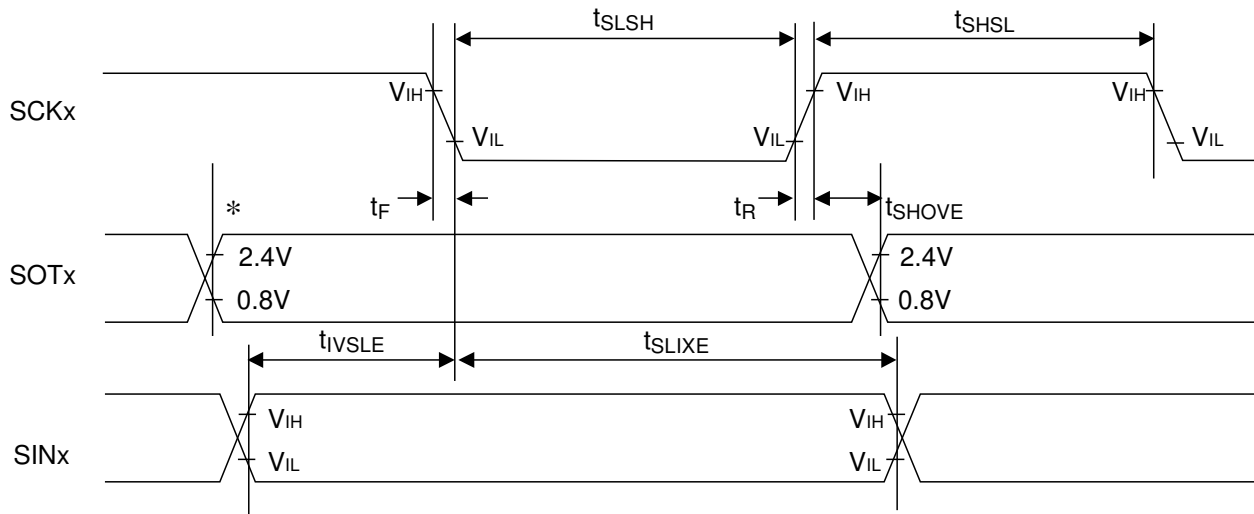 tSLSH
tSHSL
SCKx
VIH
VIL
VIL
VIH
VIH
VIL
tF
tR
tSHOVE
*
SOTx
2.4V
0.8V
2.4V
0.8V
tIVSLE
tSLIXE
SINx
VIH
VIL
VIH
VIL